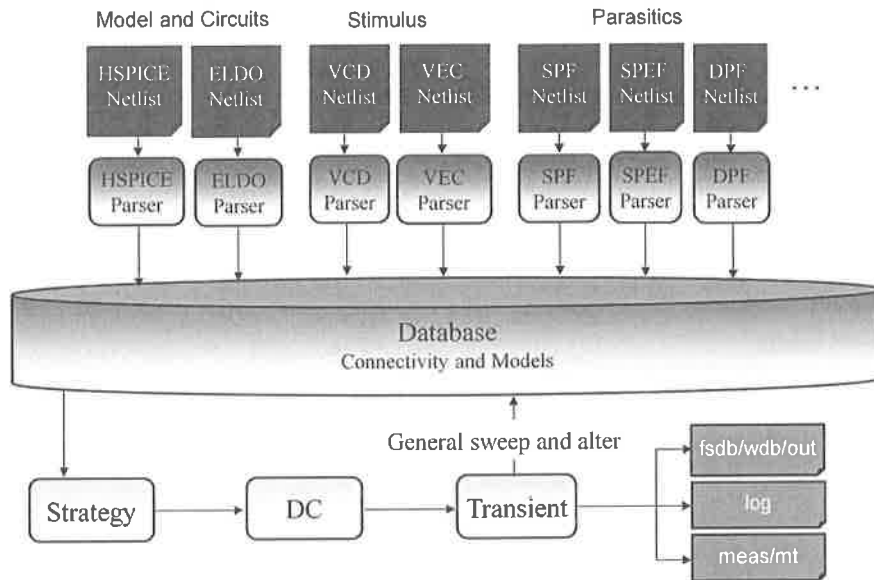 Model and Circuits
Stimulus
Parasitics
HSPICE
Netlist
ELDO
Netlist
VCD
Netlist
VEC
Netlist
SPF
Netlist
SPEF
Netlist
DPF
Netlist
...
HSPICE
Parser
ELDO
Parser
VCD
Parser
VEC
Parser
SPF
Parser
SPEF
Parser
DPF
Parser
Database
Connectivity and Models
General sweep and alter
Strategy
DC
Transient
fsdb/wdb/out
log
meas/mt